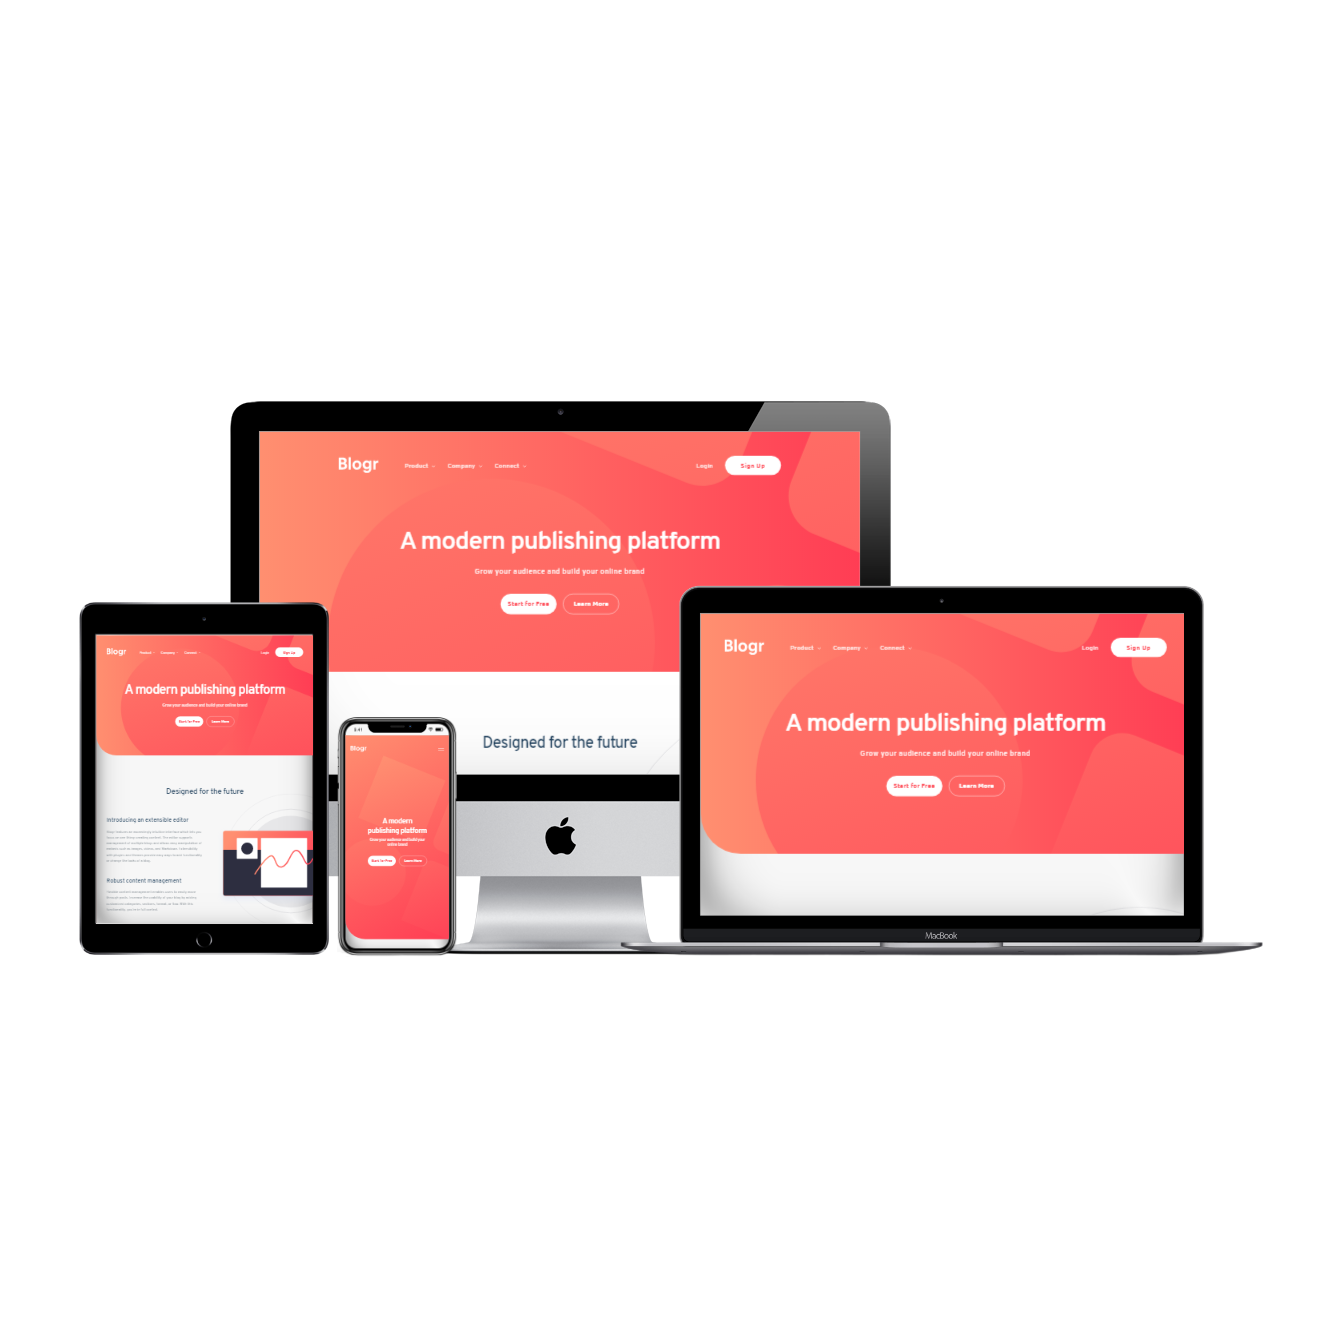 Blogr
Product Company Connect
Login Sign Up
A modern publishing platform
Grow your audience and build your online brand
Start for Free Learn More
Designed for the future
Blogr
Product Company Connect
Login Sign Up
A modern publishing platform
Grow your audience and build your online brand
Start for Free Learn More
Designed for the future
Introducing an extensible editor
Robust content management
Blogr
A modern
publishing platform
Grow your audience and build your
online brand
Start for Free Learn More
Blogr
Product Company Connect
Login Sign Up
A modern publishing platform
Grow your audience and build your online brand
Start for Free Learn More
MacBook